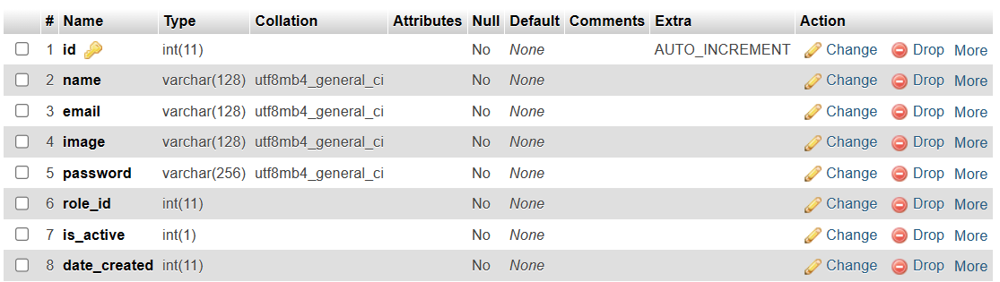 # Name Type Collation Attributes Null Default Comments Extra Action
1 id int(11) No None AUTO_INCREMENT Change Drop More
2 name varchar(128) utf8mb4_general_ci No None Change Drop More
3 email varchar(128) utf8mb4_general_ci No None Change Drop More
4 image varchar(128) utf8mb4_general_ci No None Change Drop More
5 password varchar(256) utf8mb4_general_ci No None Change Drop More
6 role_id int(11) No None Change Drop More
7 is_active int(1) No None Change Drop More
8 date_created int(11) No None Change Drop More